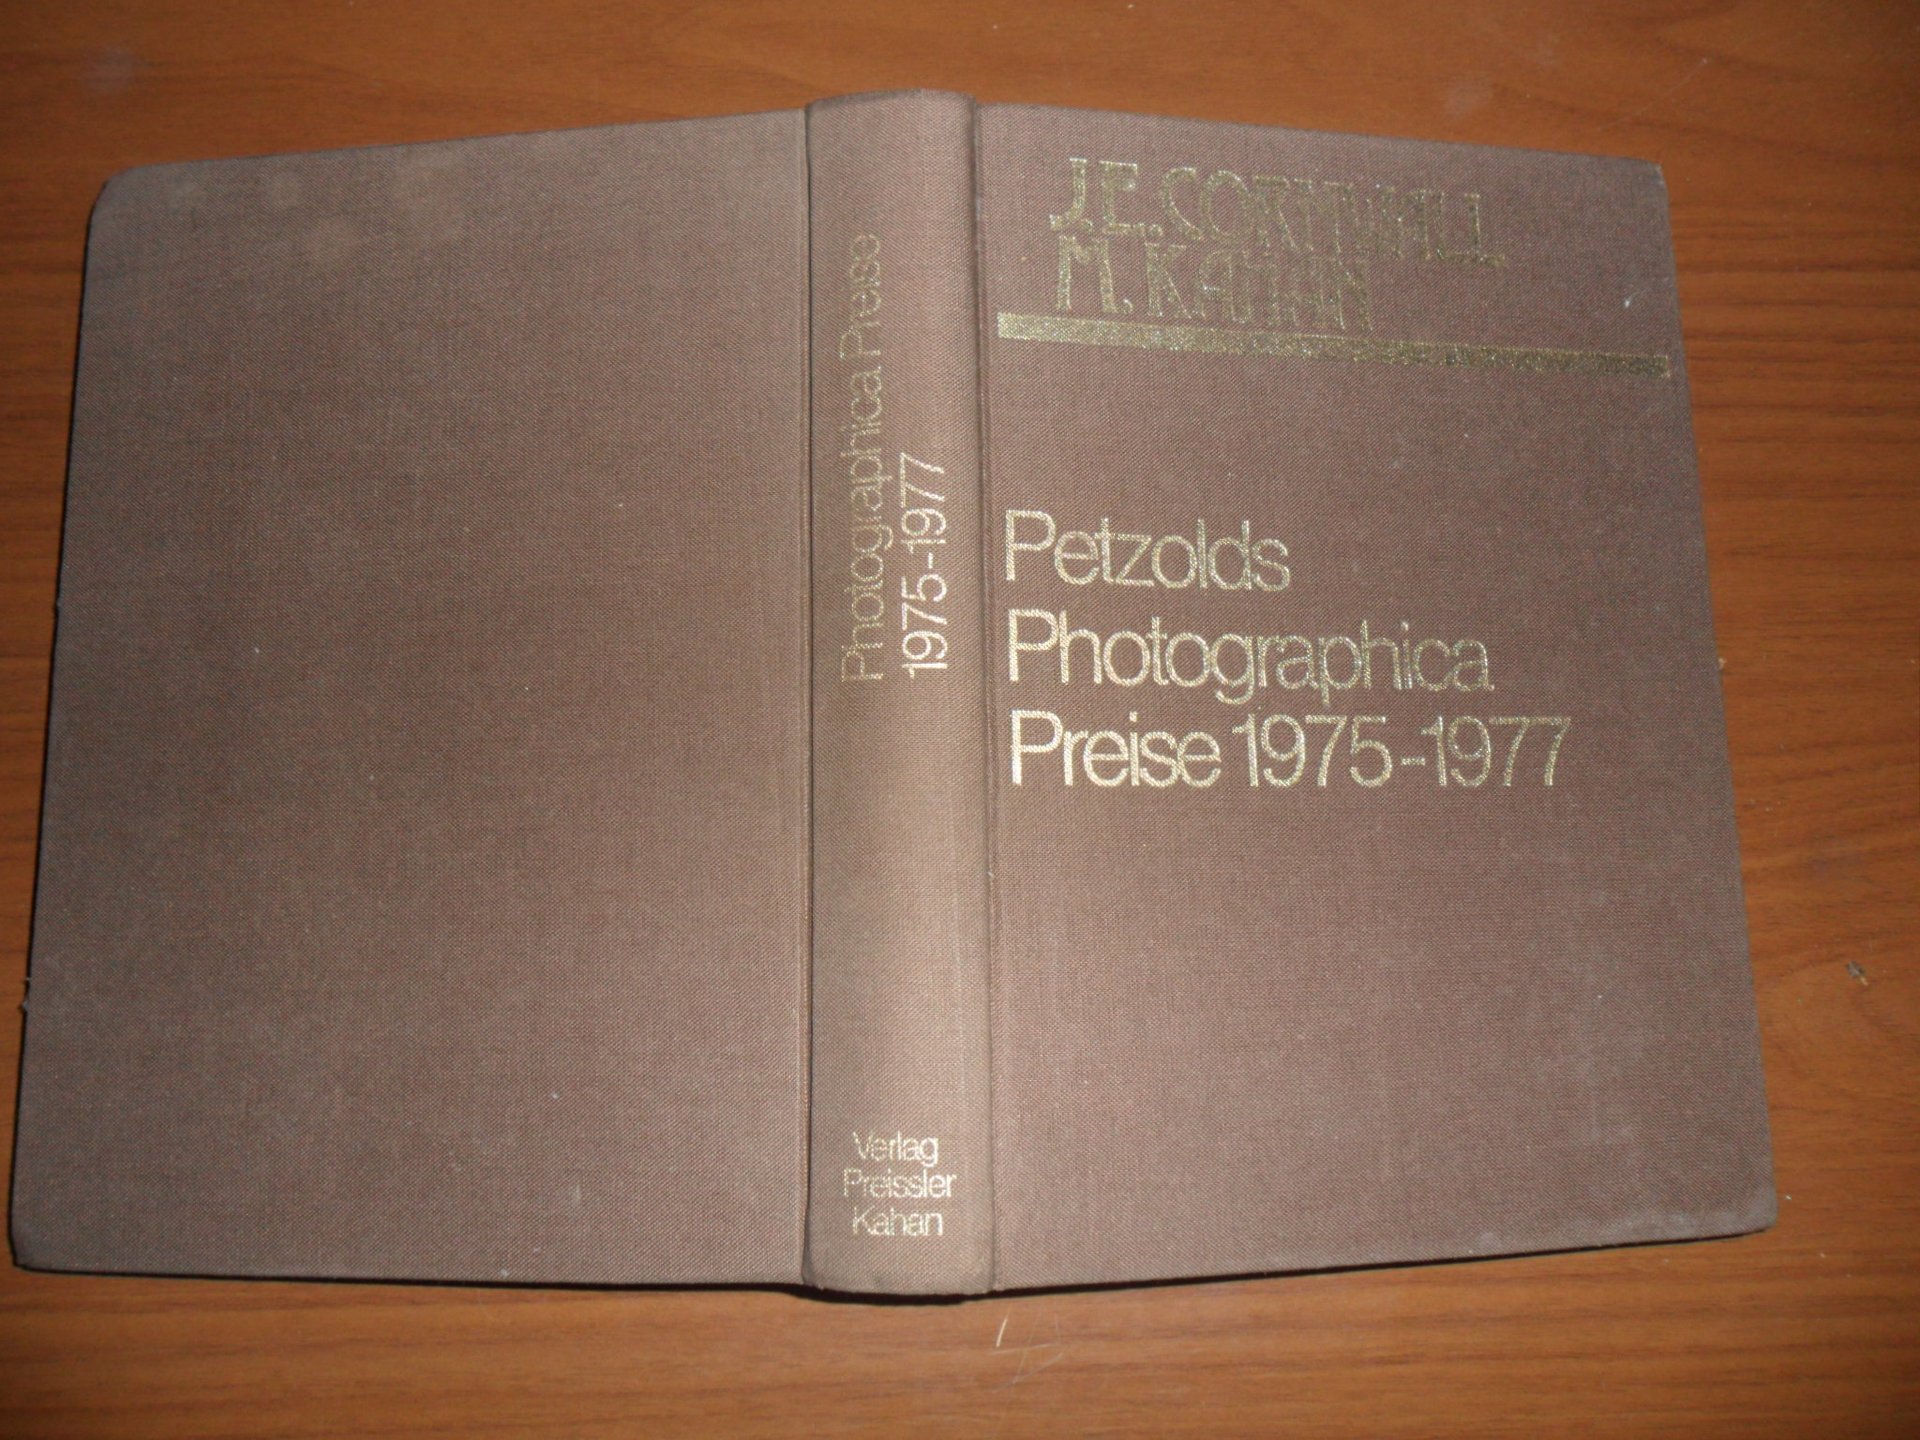 J.E. CORNWALL
M. KAHAN
Petzolds
Photographica
Preise 1975-1977
Photographica Preise
1975-1977
Verlag
Preissler
Kahan